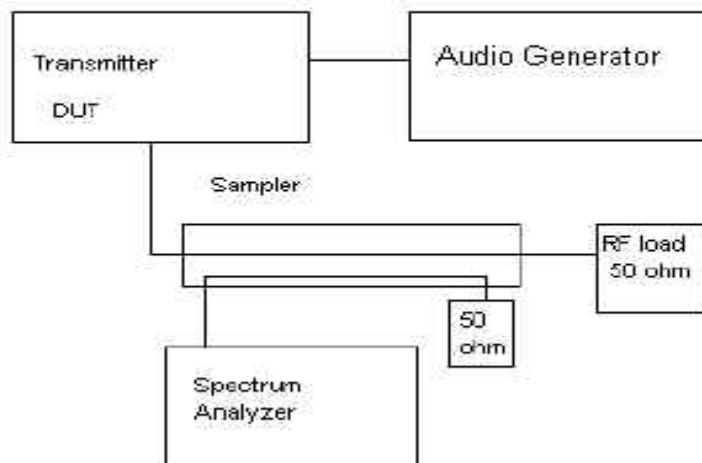 Transmitter
DUT
Audio Generator
Sampler
RF load
50 ohm
50
ohm
Spectrum
Analyzer